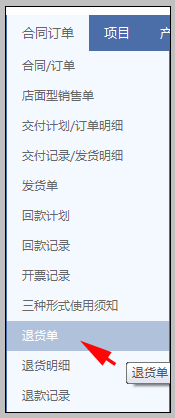 合同订单 项目 产
合同/订单
店面型销售单
交付计划/订单明细
交付记录/发货明细
发货单
回款计划
回款记录
开票记录
三种形式使用须知
退货单
退货单
退货明细
退款记录